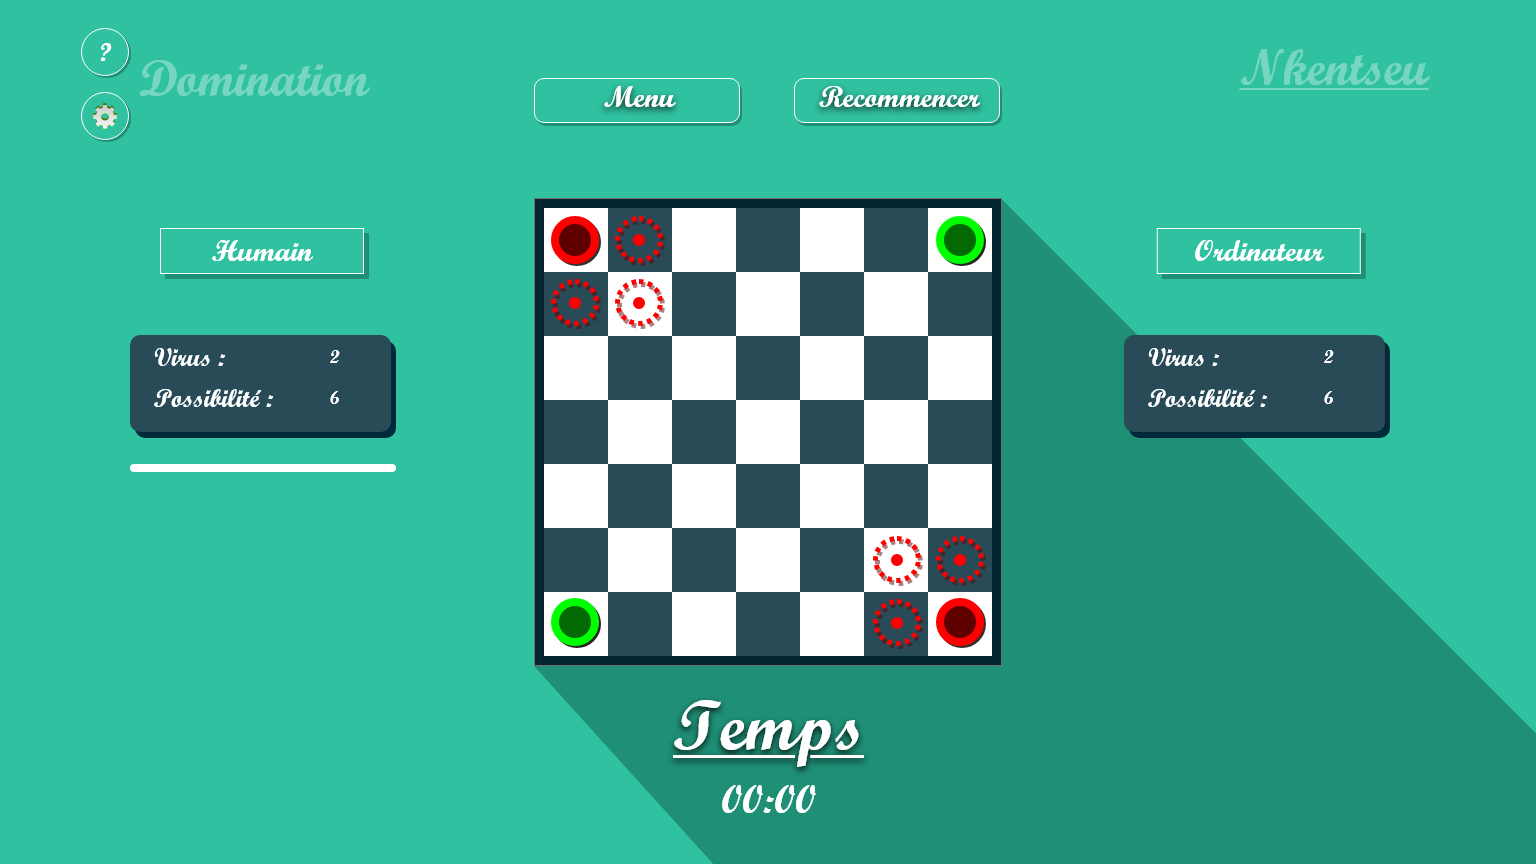 ?
Domination
Nkentseu
Menu
Recommencer
Humain
Ordinateur
Virus : 2
Possibilité : 6
Virus : 2
Possibilité : 6
Temps
00:00